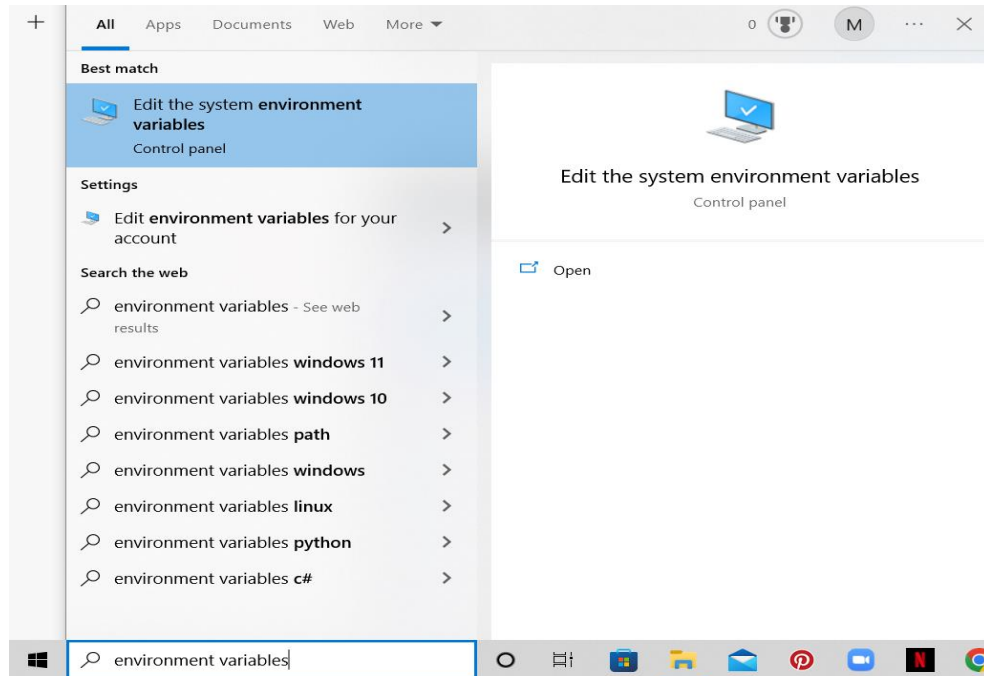 All Apps Documents Web More 0 M ...
Best match
Edit the system environment
variables
Control panel
Settings
Edit environment variables for your
account
Search the web
environment variables - See web
results
environment variables windows 11
environment variables windows 10
environment variables path
environment variables windows
environment variables linux
environment variables python
environment variables c#
Edit the system environment variables
Control panel
Open
environment variables
N